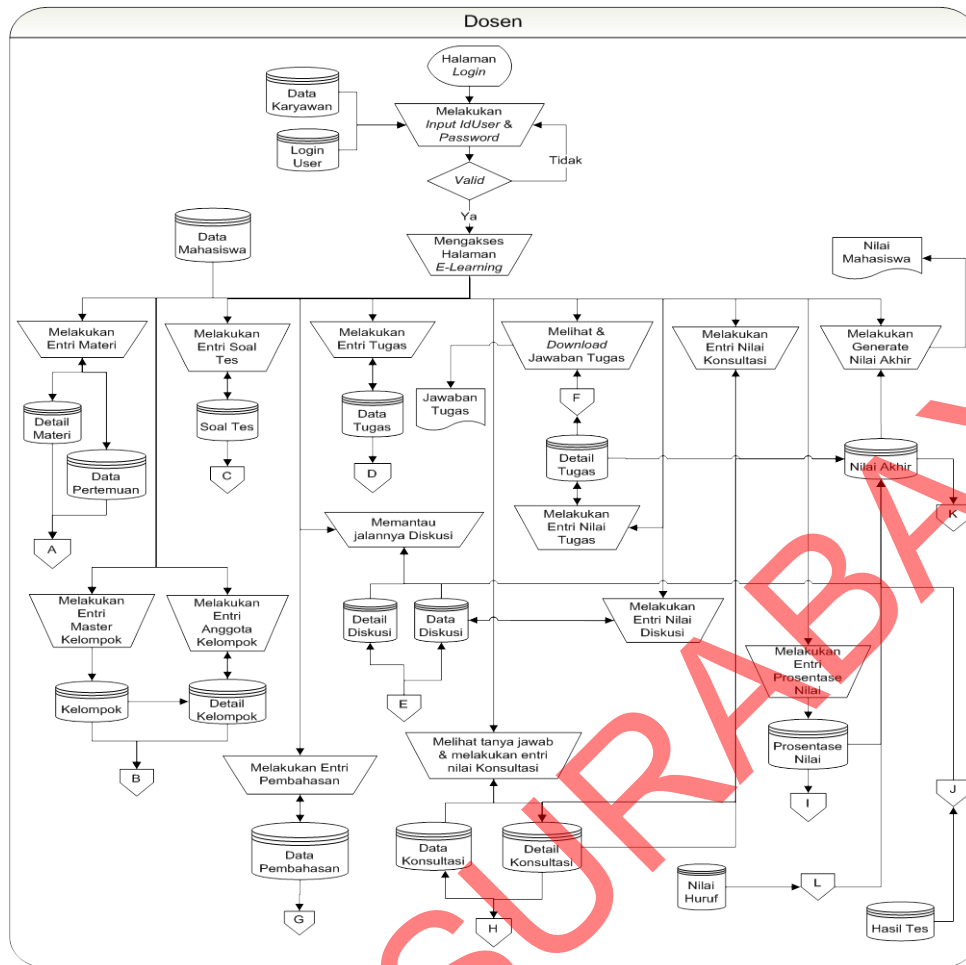 Dosen
Halaman
Login
Data
Karyawan
Melakukan
Input IdUser &
Password
Login
User
Tidak
Valid
Ya
Data
Mahasiswa
Mengakses
Halaman
E-Learning
Nilai
Mahasiswa
Melakukan
Entri Materi
Melakukan
Entri Soal
Tes
Melakukan
Entri Tugas
Melihat &
Download
Jawaban Tugas
Melakukan
Entri Nilai
Konsultasi
Melakukan
Generate
Nilai Akhir
Detail
Materi
Soal Tes
Data
Tugas
Jawaban
Tugas
F
Data
Pertemuan
C
D
Detail
Tugas
Nilai Akhir
A
Memantau
jalannya Diskusi
Melakukan
Entri Nilai
Tugas
K
Melakukan
Entri
Master
Kelompok
Melakukan
Entri
Anggota
Kelompok
Detail
Diskusi
Data
Diskusi
Melakukan
Entri Nilai
Diskusi
Melakukan
Entri
Prosentase
Nilai
Kelompok
Detail
Kelompok
E
B
Melakukan Entri
Pembahasan
Melihat tanya jawab
& melakukan entri
nilai Konsultasi
Prosentase
Nilai
I
J
Data
Pembahasan
Data
Konsultasi
Detail
Konsultasi
Nilai
Huruf
L
G
H
Hasil Tes
SURABAY